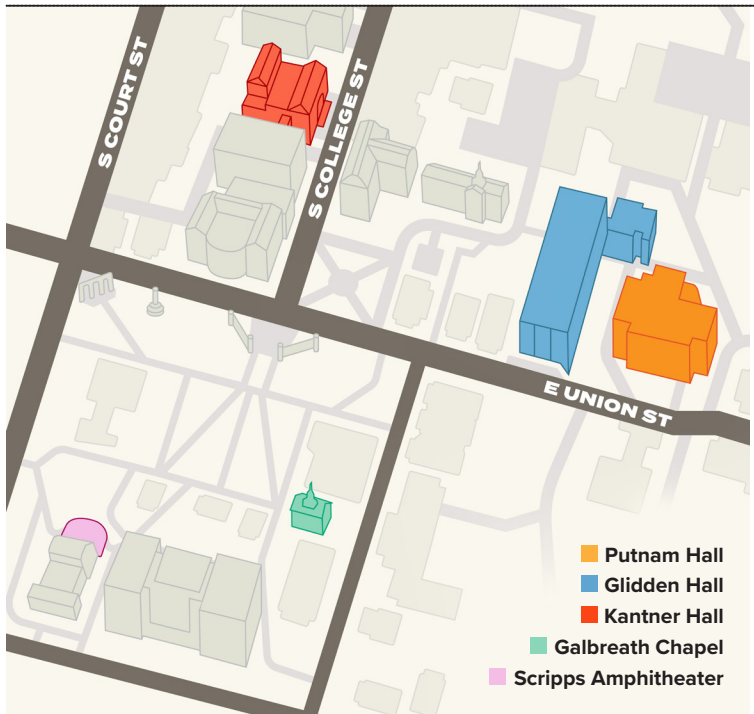 S COURT ST
S COLLEGE ST
E UNION ST
Putnam Hall
Glidden Hall
Kantner Hall
Galbreath Chapel
Scripps Amphitheater